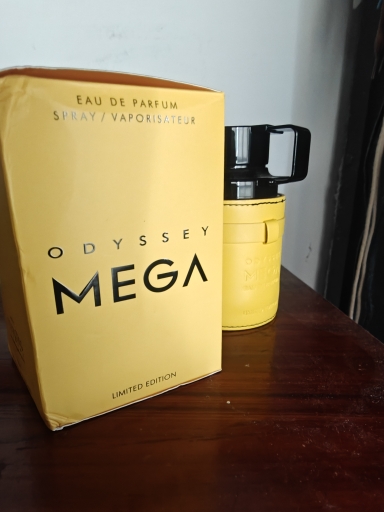 EAU DE PARFUM
SPRAY / VAPORISATEUR
ODYSSEY
MEGA
LIMITED EDITION